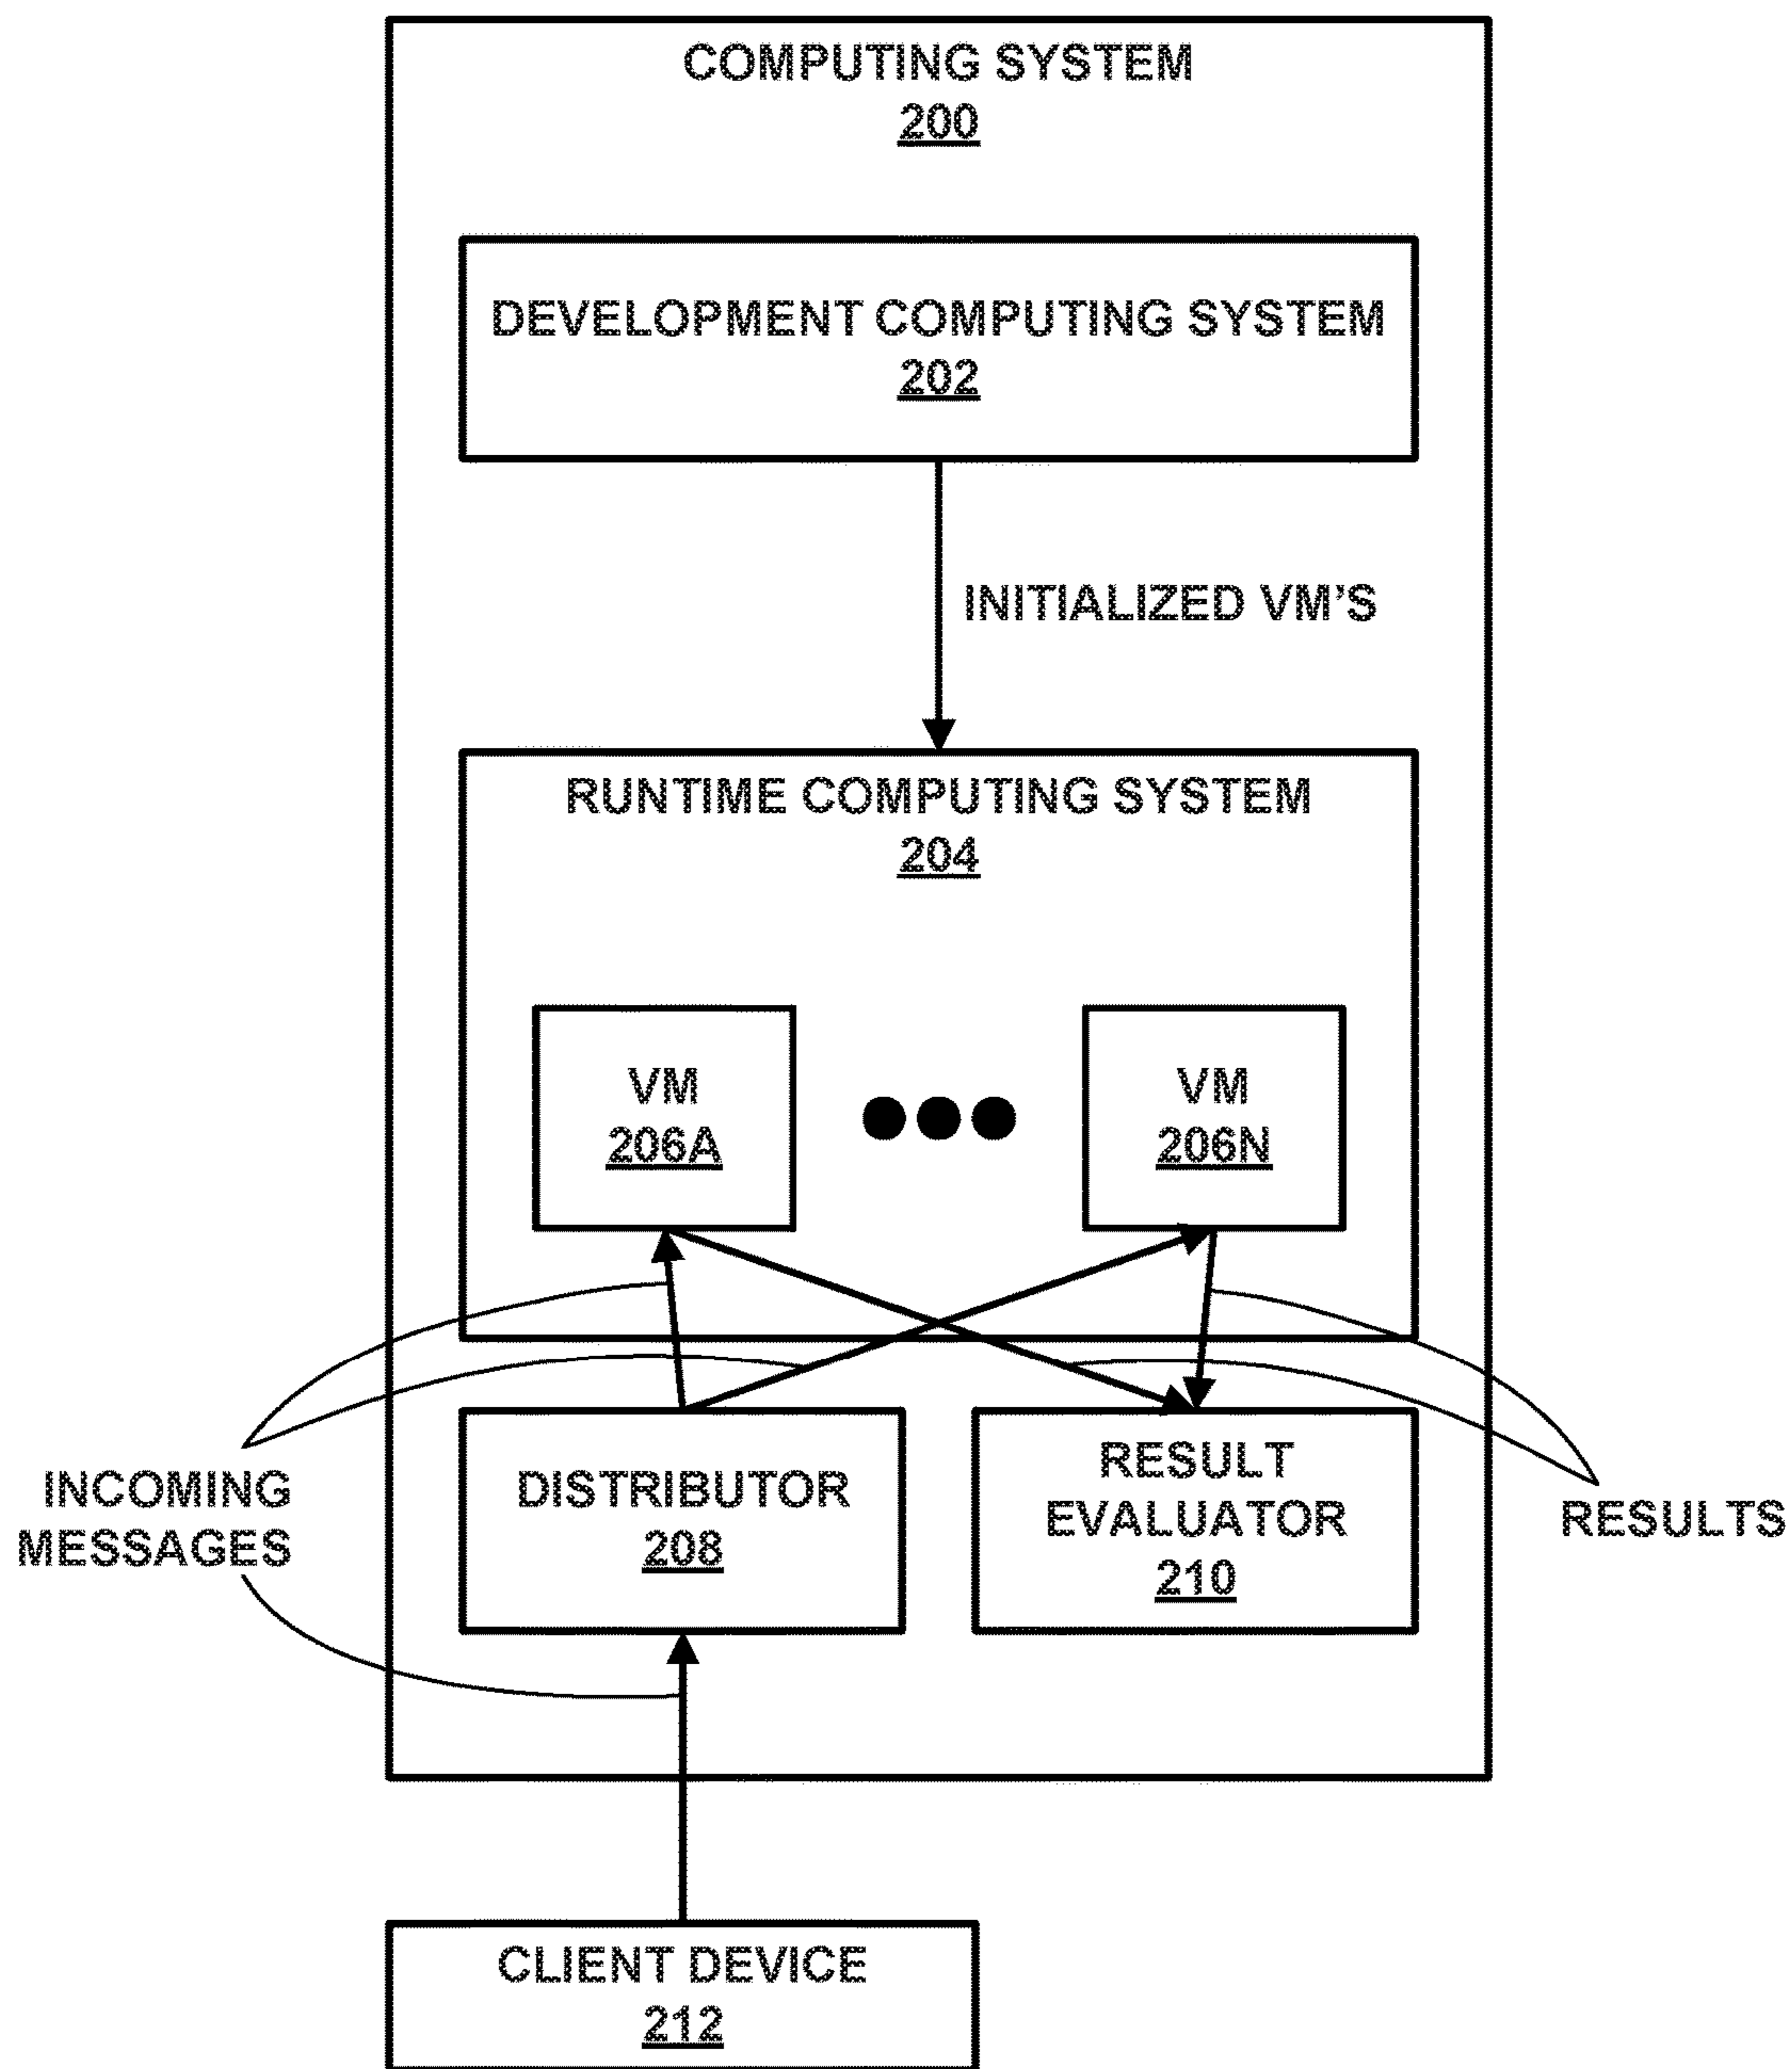 COMPUTING SYSTEM
200
DEVELOPMENT COMPUTING SYSTEM
202
INITIALIZED VM'S
RUNTIME COMPUTING SYSTEM
204
VM
206A
VM
206N
INCOMING
MESSAGES
DISTRIBUTOR
208
RESULT
EVALUATOR
210
RESULTS
CLIENT DEVICE
212